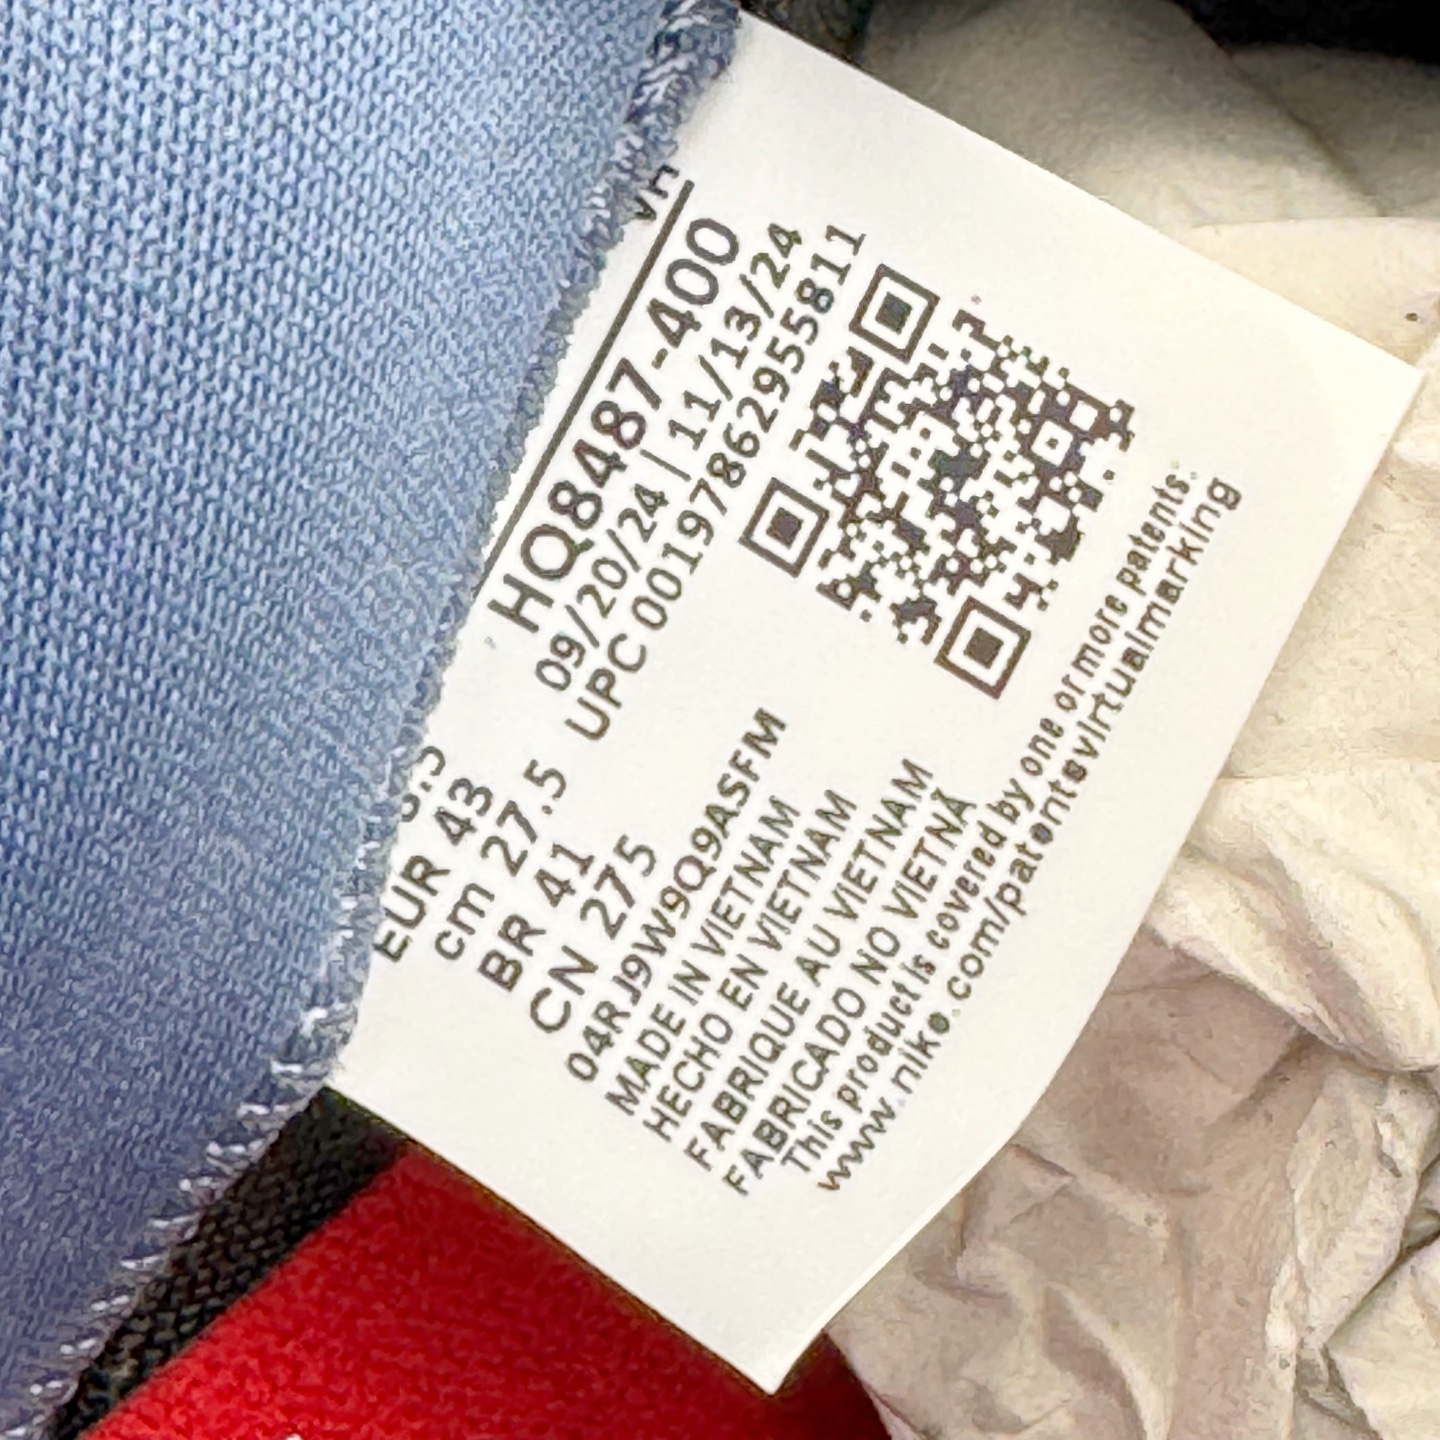 HQ8487-400
09/20/24 | 11/13/24
UPC 00197862955811
EUR 43
cm 27.5
BR 41
CN 275
04RJ9W9Q9ASFM
MADE IN VIETNAM
HECHO EN VIETNAM
FABRIQUE AU VIETNAM
FABRICADO NO VIETNÃ
This product is covered by one or more patents.
www.nike.com/patentsvirtualmarking